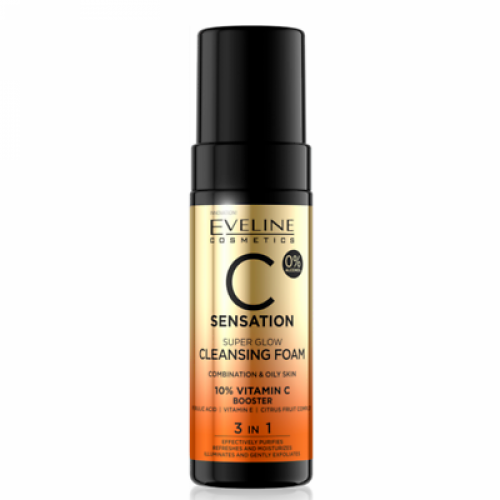 EVELINE
COSMETICS
0%
ALCOHOL
C
SENSATION
SUPER GLOW
CLEANSING FOAM
COMBINATION & OILY SKIN
10% VITAMIN C
BOOSTER
ACID | VITAMIN E | CITRUS FRUIT
3 IN 1
EFFECTIVELY PURIFIES
REFRESHES AND MOISTURIZES
ILLUMINATES AND GENTLY EXFOLIATES